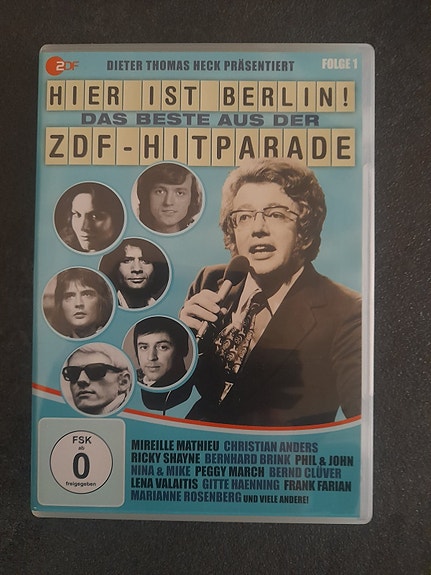 ZDF
DIETER THOMAS HECK PRÄSENTIERT
FOLGE 1
HIER IST BERLIN!
DAS BESTE AUS DER
ZDF-HITPARADE
FSK
ab
0
freigegeben
MIREILLE MATHIEU CHRISTIAN ANDERS
RICKY SHAYNE BERNHARD BRINK PHIL & JOHN
NINA & MIKE PEGGY MARCH BERND CLÜVER
LENA VALAITIS GITTE HAENNING FRANK FARIAN
MARIANNE ROSENBERG UND VIELE ANDERE!